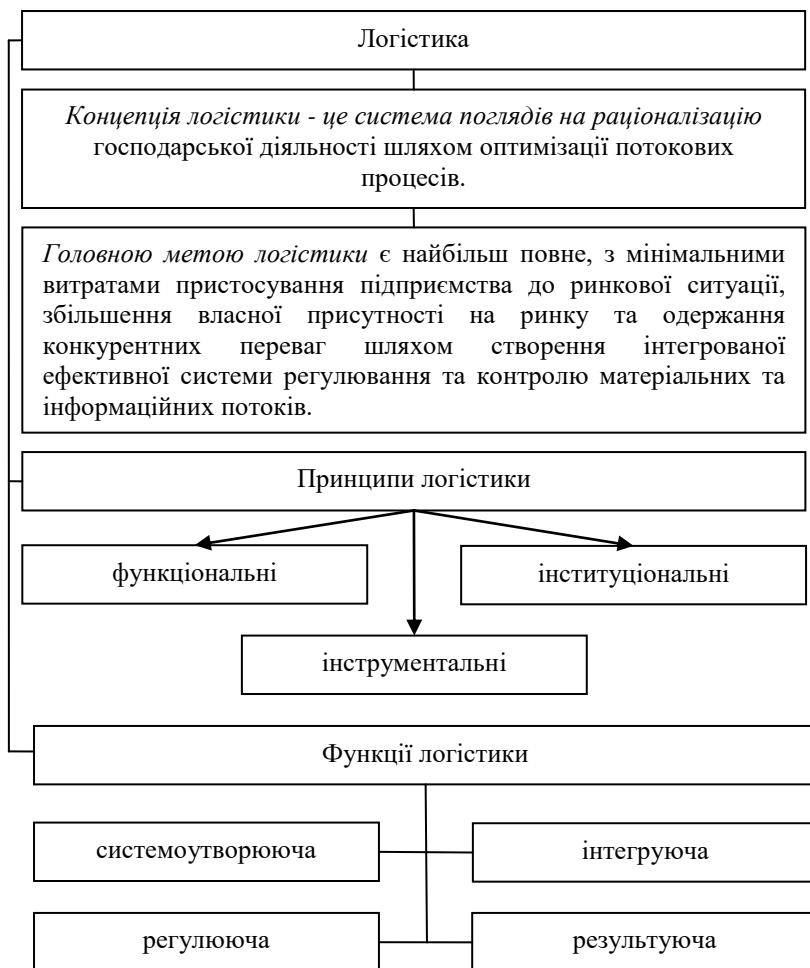 Логістика
Концепція логістики - це система поглядів на раціоналізацію
господарської діяльності шляхом оптимізації потокових
процесів.
Головною метою логістики є найбільш повне, з мінімальними
витратами пристосування підприємства до ринкової ситуації,
збільшення власної присутності на ринку та одержання
конкурентних переваг шляхом створення інтегрованої
ефективної системи регулювання та контролю матеріальних та
інформаційних потоків.
Принципи логістики
функціональні
інституціональні
інструментальні
Функції логістики
системоутворююча
інтегруюча
регулююча
результуюча